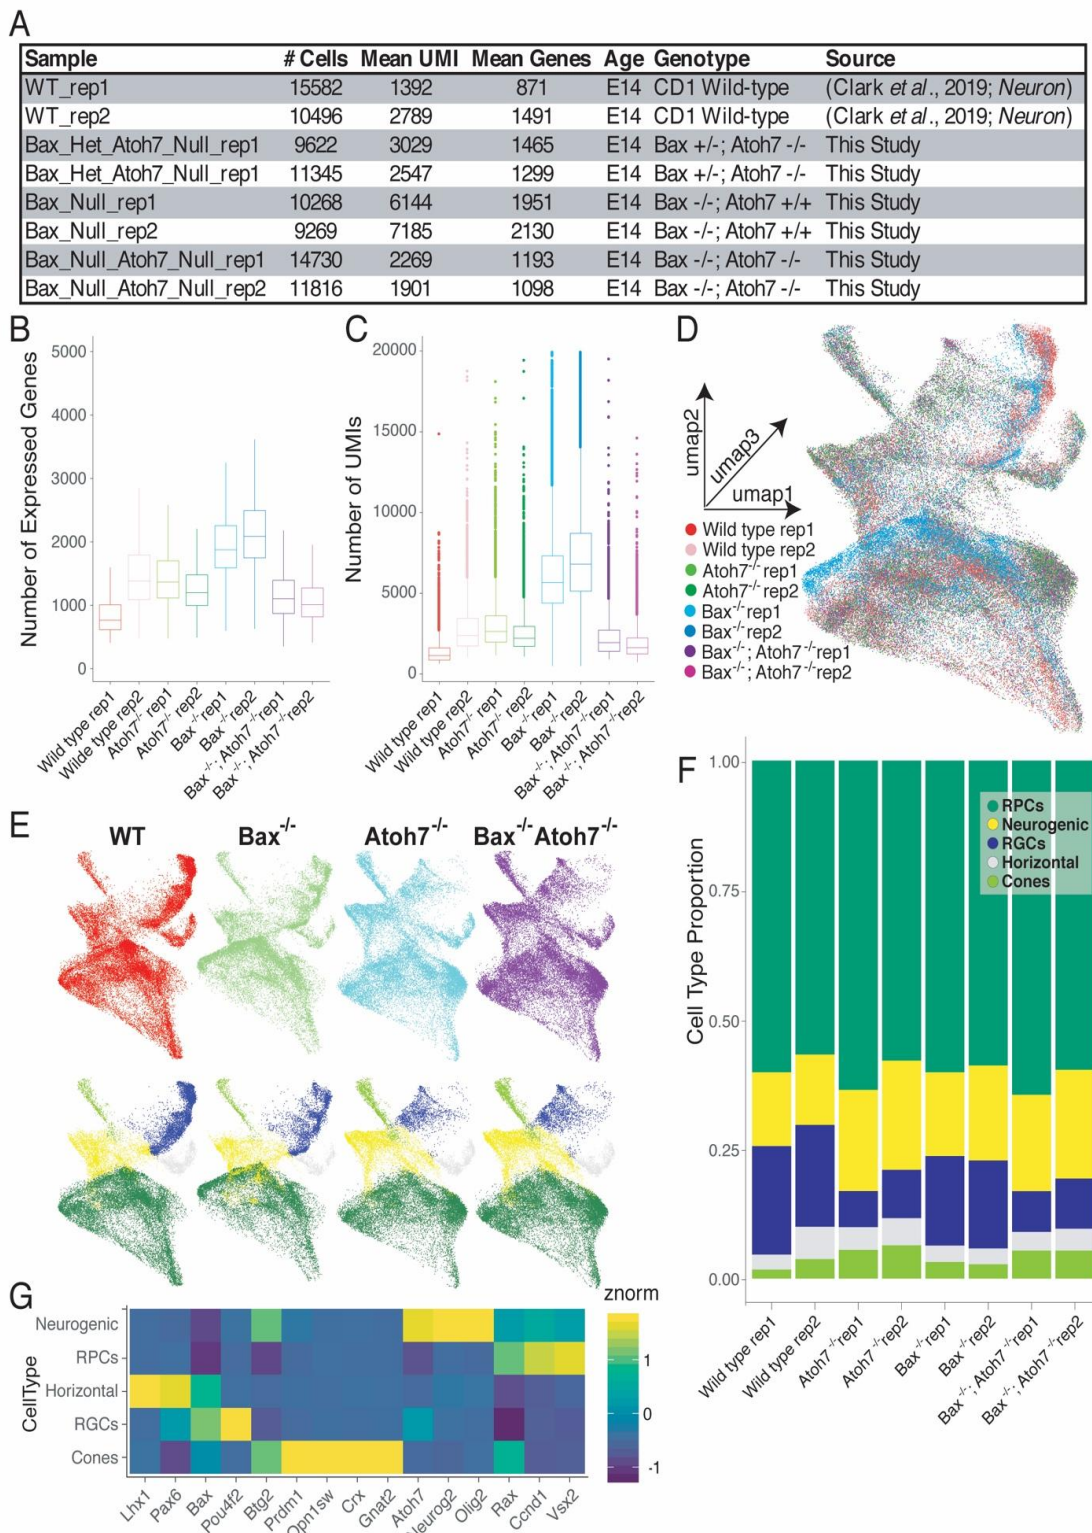 A
Sample # Cells Mean UMI Mean Genes Age Genotype Source
WT_rep1 15582 1392 871 E14 CD1 Wild-type (Clark et al., 2019; Neuron)
WT_rep2 10496 2789 1491 E14 CD1 Wild-type (Clark et al., 2019; Neuron)
Bax_Het_Atoh7_Null_rep1 9622 3029 1465 E14 Bax +/-; Atoh7 -/- This Study
Bax_Het_Atoh7_Null_rep1 11345 2547 1299 E14 Bax +/-; Atoh7 -/- This Study
Bax_Null_rep1 10268 6144 1951 E14 Bax -/-; Atoh7 +/+ This Study
Bax_Null_rep2 9269 7185 2130 E14 Bax -/-; Atoh7 +/+ This Study
Bax_Null_Atoh7_Null_rep1 14730 2269 1193 E14 Bax -/-; Atoh7 -/- This Study
Bax_Null_Atoh7_Null_rep2 11816 1901 1098 E14 Bax -/-; Atoh7 -/- This Study
B
Number of Expressed Genes
5000
4000
3000
2000
1000
0
Wild type rep1
Wilde type rep2
Atoh7-/- rep1
Atoh7-/- rep2
Bax-/- rep1
Bax-/- rep2
Bax-/-; Atoh7-/- rep1
Bax-/-; Atoh7-/- rep2
C
Number of UMIs
20000
15000
10000
5000
0
Wild type rep1
Wild type rep2
Atoh7-/- rep1
Atoh7-/- rep2
Bax-/- rep1
Bax-/- rep2
Bax-/-; Atoh7-/- rep1
Bax-/-; Atoh7-/- rep2
D
umap2
umap3
umap1
Wild type rep1
Wild type rep2
Atoh7-/- rep1
Atoh7-/- rep2
Bax-/- rep1
Bax-/- rep2
Bax-/-; Atoh7-/- rep1
Bax-/-; Atoh7-/- rep2
E
WT Bax-/- Atoh7-/- Bax-/-Atoh7-/-
F
Cell Type Proportion
1.00
0.75
0.50
0.25
0.00
RPCs
Neurogenic
RGCs
Horizontal
Cones
Wild type rep1
Wild type rep2
Atoh7-/- rep1
Atoh7-/- rep2
Bax-/- rep1
Bax-/- rep2
Bax-/-; Atoh7-/- rep1
Bax-/-; Atoh7-/- rep2
G
CellType
Neurogenic
RPCs
Horizontal
RGCs
Cones
Lhx1
Pax6
Bax
Pou4f2
Btg2
Prdm1
Opn1sw
Crx
Gnat2
Atoh7
Neurog2
Olig2
Rax
Ccnd1
Vsx2
znorm
1
0
-1